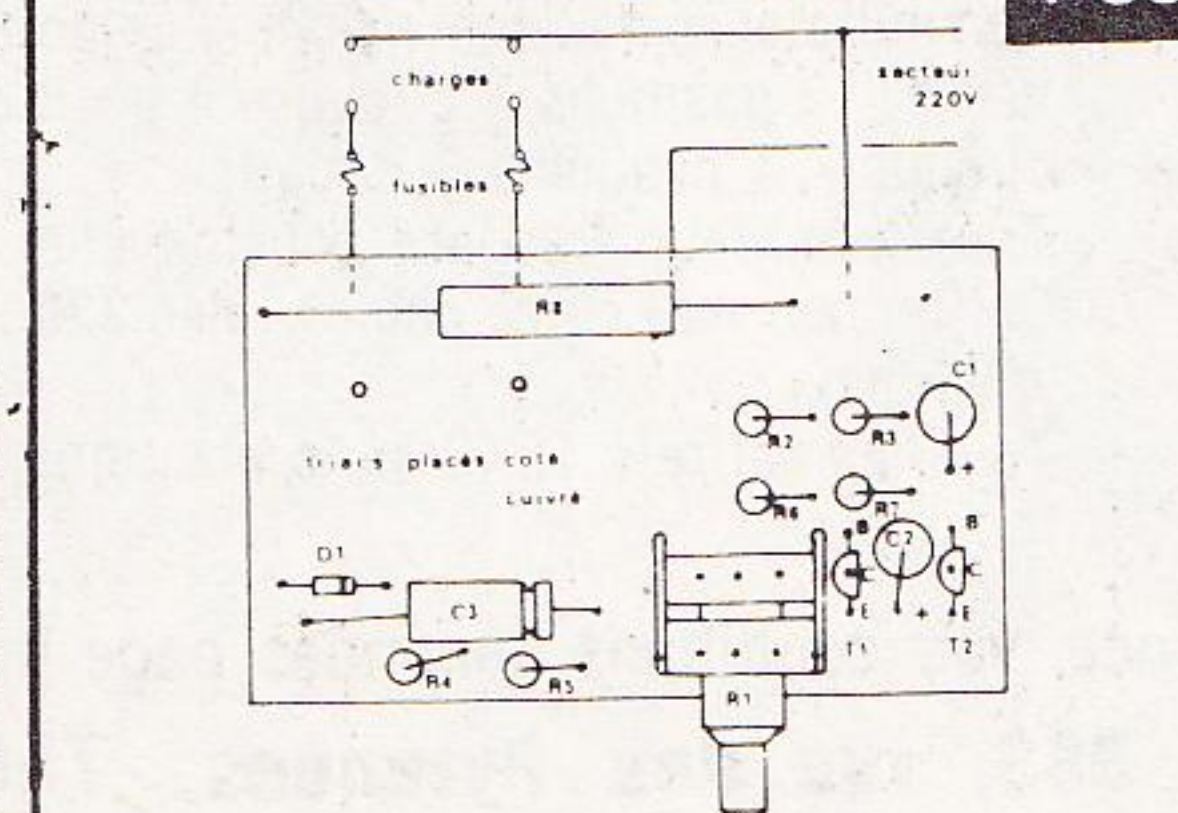 secteur
220V
charges
fusibles
R8
C1
R2
R3
triacs placés coté
cuivre
R6
R7
B
C2
B
D1
C
C
C3
E
+
E
T1
T2
R4
R5
R1
+